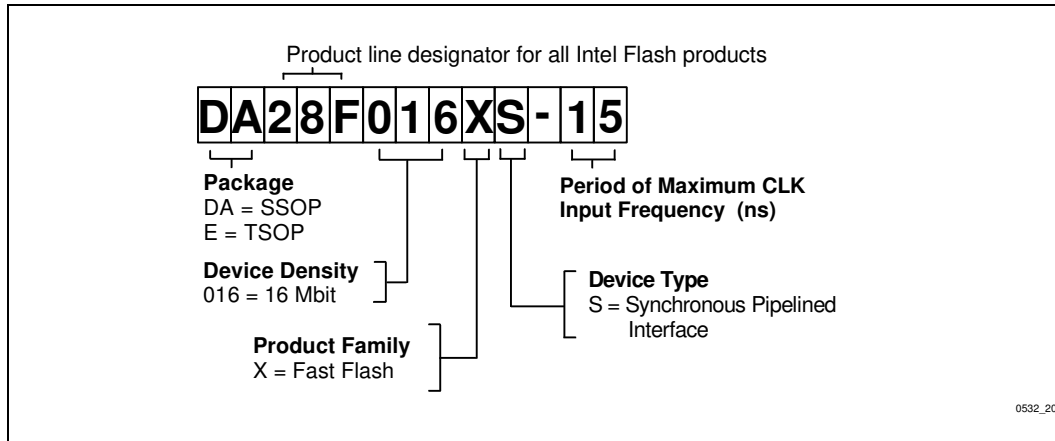 Product line designator for all Intel Flash products
DA28F016XS-15
Package
DA = SSOP
E = TSOP
Period of Maximum CLK
Input Frequency (ns)
Device Density
016 = 16 Mbit
Device Type
S = Synchronous Pipelined
Interface
Product Family
X = Fast Flash
0532_20